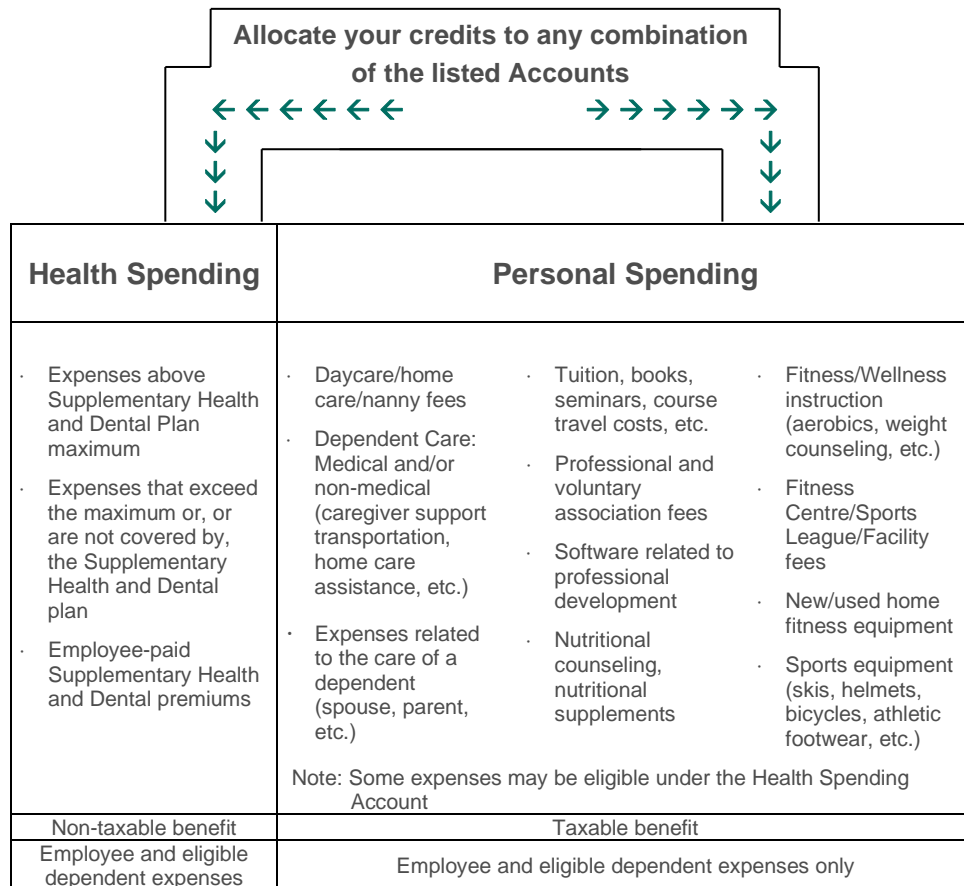 Allocate your credits to any combination
of the listed Accounts
Health Spending
Personal Spending
· Expenses above
Supplementary Health
and Dental Plan
maximum
· Expenses that exceed
the maximum or, or
are not covered by,
the Supplementary
Health and Dental
plan
· Employee-paid
Supplementary Health
and Dental premiums
· Daycare/home
care/nanny fees
· Dependent Care:
Medical and/or
non-medical
(caregiver support
transportation,
home care
assistance, etc.)
· Expenses related
to the care of a
dependent
(spouse, parent,
etc.)
· Tuition, books,
seminars, course
travel costs, etc.
· Professional and
voluntary
association fees
· Software related to
professional
development
· Nutritional
counseling,
nutritional
supplements
· Fitness/Wellness
instruction
(aerobics, weight
counseling, etc.)
· Fitness
Centre/Sports
League/Facility
fees
· New/used home
fitness equipment
· Sports equipment
(skis, helmets,
bicycles, athletic
footwear, etc.)
Note: Some expenses may be eligible under the Health Spending
Account
Non-taxable benefit
Taxable benefit
Employee and eligible
dependent expenses
Employee and eligible dependent expenses only